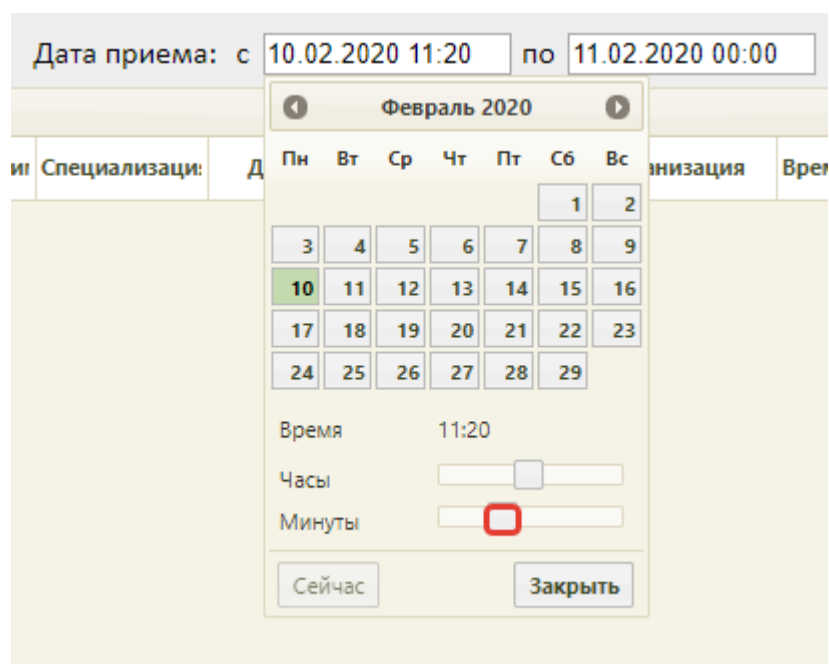 Дата приема: с 10.02.2020 11:20 по 11.02.2020 00:00
Февраль 2020
Специализаци
Пн Вт Ср Чт Пт Сб Вс
1 2
3 4 5 6 7 8 9
10 11 12 13 14 15 16
17 18 19 20 21 22 23
24 25 26 27 28 29
Время 11:20
Часы
Минуты
Сейчас Закрыть